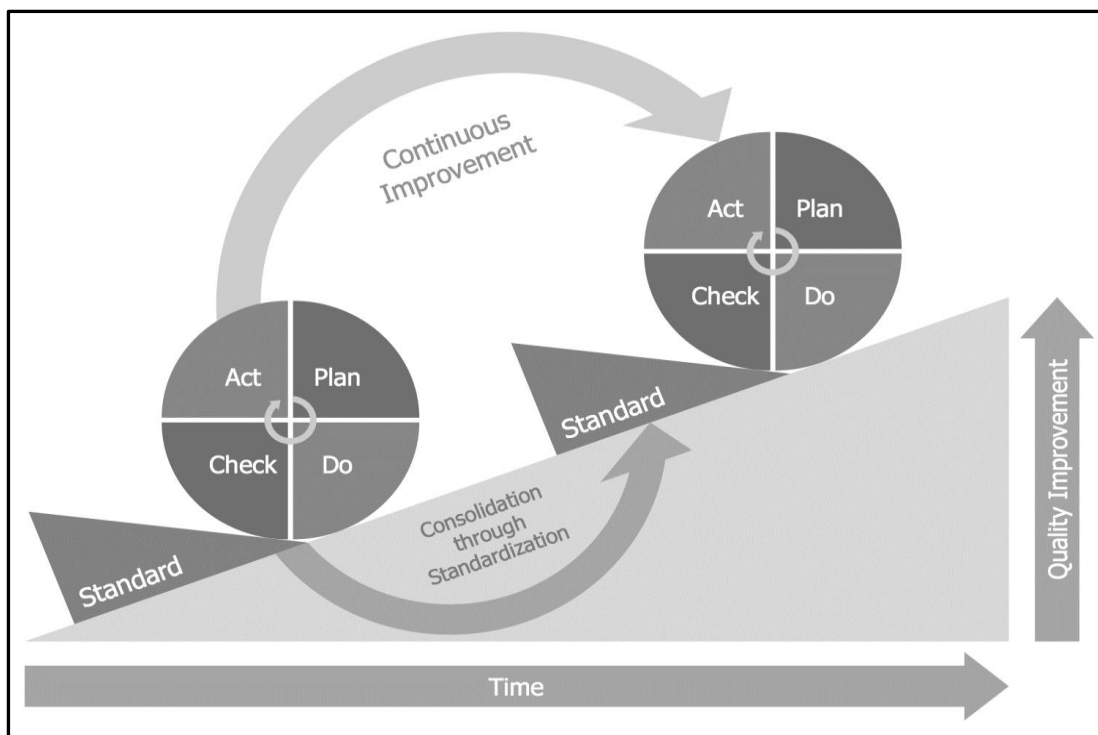 Continuous
Improvement
Act Plan
Check Do
Standard
Act Plan
Check Do
Standard
Consolidation
through
Standardization
Quality Improvement
Time